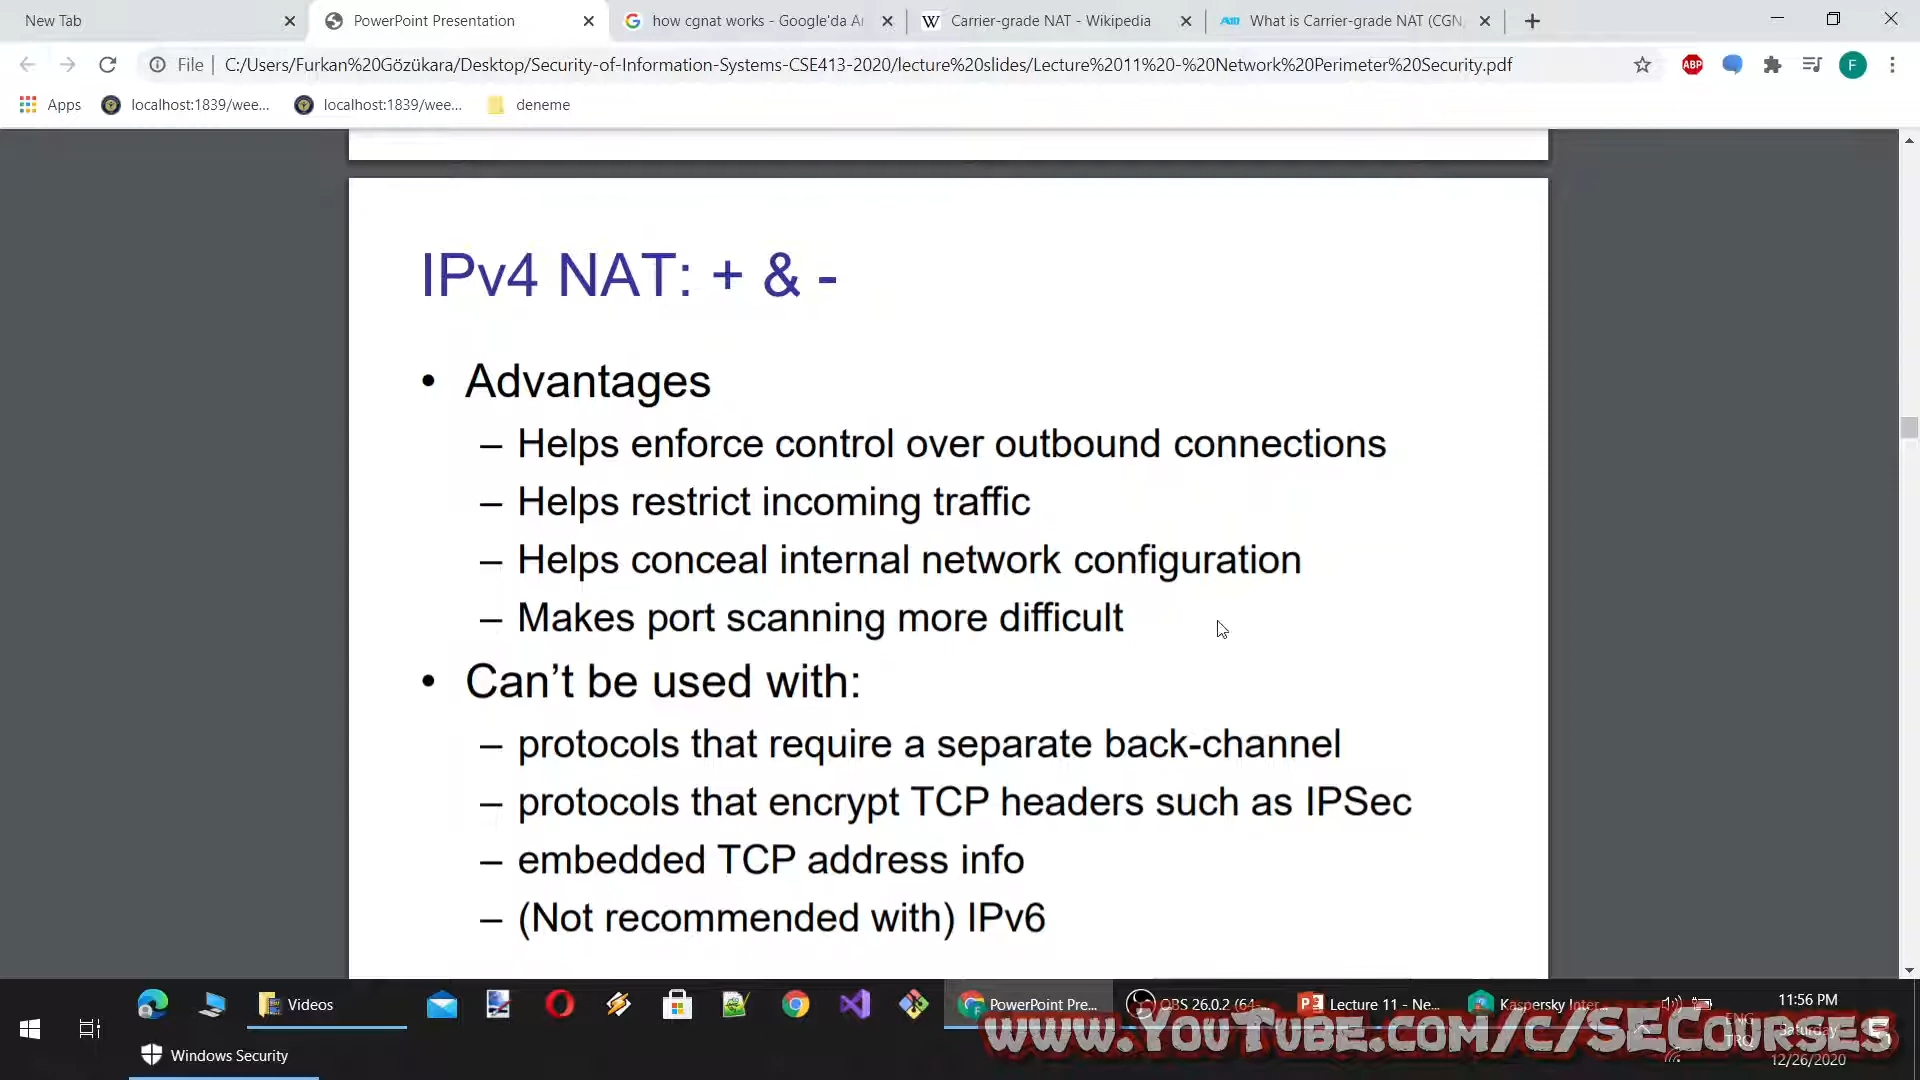 New Tab
PowerPoint Presentation
how cgnat works - Google'da Ar
Carrier-grade NAT - Wikipedia
What is Carrier-grade NAT (CGN
File
C:/Users/Furkan%20Gözükara/Desktop/Security-of-Information-Systems-CSE413-2020/lecture%20slides/Lecture%2011%20-%20Network%20Perimeter%20Security.pdf
ABP
F
Apps
localhost:1839/wee...
localhost:1839/wee...
deneme
IPv4 NAT: + & -
• Advantages
– Helps enforce control over outbound connections
– Helps restrict incoming traffic
– Helps conceal internal network configuration
– Makes port scanning more difficult
• Can't be used with:
– protocols that require a separate back-channel
– protocols that encrypt TCP headers such as IPSec
– embedded TCP address info
– (Not recommended with) IPv6
Videos
PowerPoint Pre...
OBS 26.0.2 (64-...
Lecture 11 - Ne...
Kaspersky Inter...
11:56 PM
ENG
Saturday
TRQ
12/26/2020
www.YouTube.com/c/SECourses
Windows Security